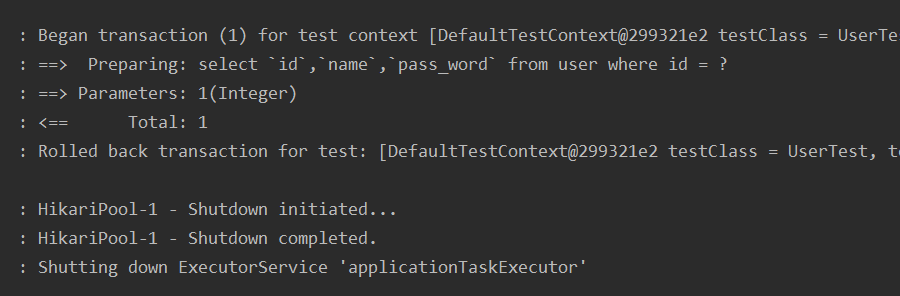 : Began transaction (1) for test context [DefaultTestContext@299321e2 testClass = UserTe
: ==>  Preparing: select `id`,`name`,`pass_word` from user where id = ?
: ==> Parameters: 1(Integer)
: <==      Total: 1
: Rolled back transaction for test: [DefaultTestContext@299321e2 testClass = UserTest, te
: HikariPool-1 - Shutdown initiated...
: HikariPool-1 - Shutdown completed.
: Shutting down ExecutorService 'applicationTaskExecutor'